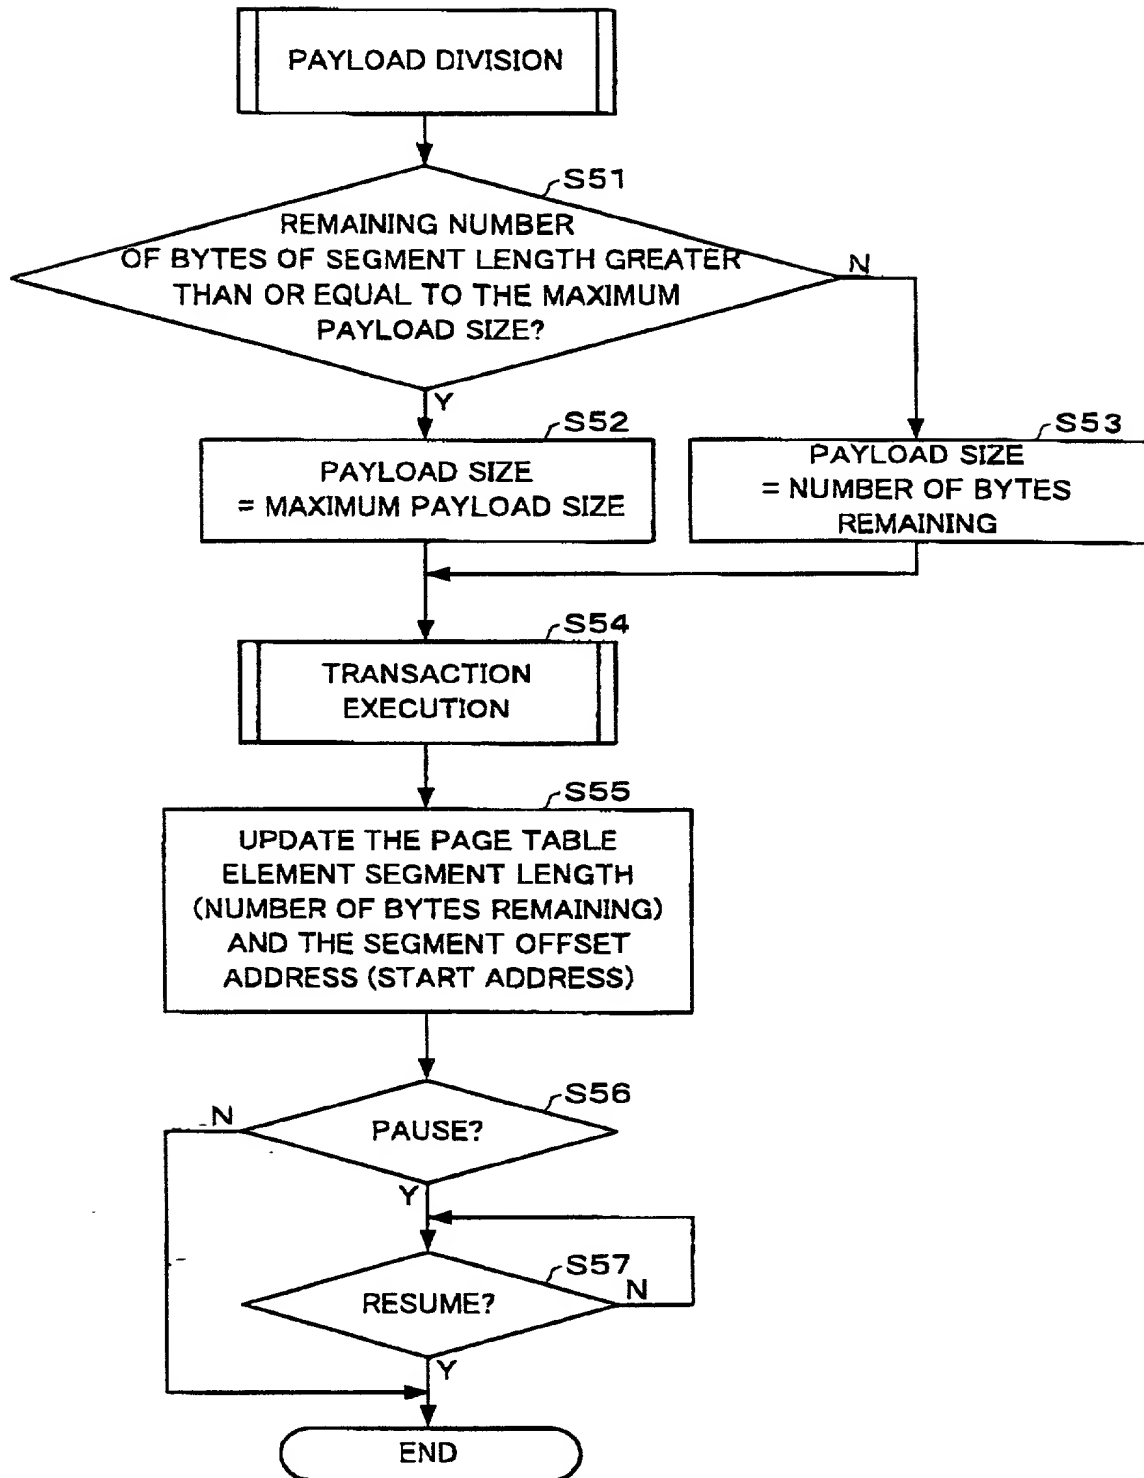 PAYLOAD DIVISION
S51
REMAINING NUMBER
OF BYTES OF SEGMENT LENGTH GREATER
THAN OR EQUAL TO THE MAXIMUM
PAYLOAD SIZE?
N
Y
S52
PAYLOAD SIZE
= MAXIMUM PAYLOAD SIZE
S53
PAYLOAD SIZE
= NUMBER OF BYTES
REMAINING
S54
TRANSACTION
EXECUTION
S55
UPDATE THE PAGE TABLE
ELEMENT SEGMENT LENGTH
(NUMBER OF BYTES REMAINING)
AND THE SEGMENT OFFSET
ADDRESS (START ADDRESS)
S56
N
PAUSE?
Y
S57
RESUME?
N
Y
END